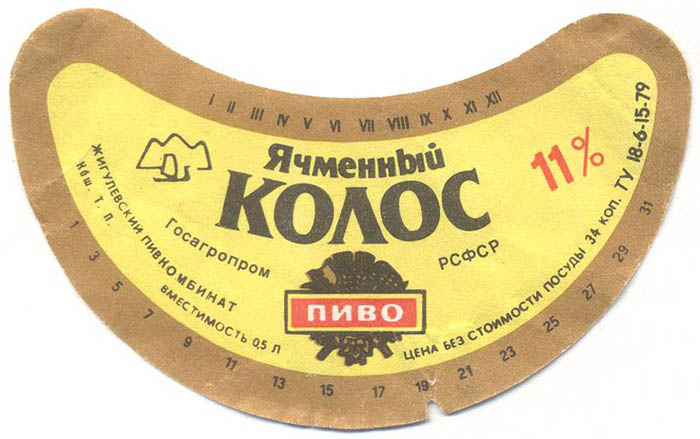 I II III IV V VI VII VIII IX X XI XII
Ячменный
КОЛОС
11%
Госагропром
РСФСР
ПИВО
ЖИГУЛЕВСКИЙ ПИВКОМБИНАТ
Кбш. т. п.
ВМЕСТИМОСТЬ 0,5 л
ЦЕНА БЕЗ СТОИМОСТИ ПОСУДЫ 34 КОП. ТУ 18-6-15-79
1 3 5 7 9 11 13 15 17 19 21 23 25 27 29 31